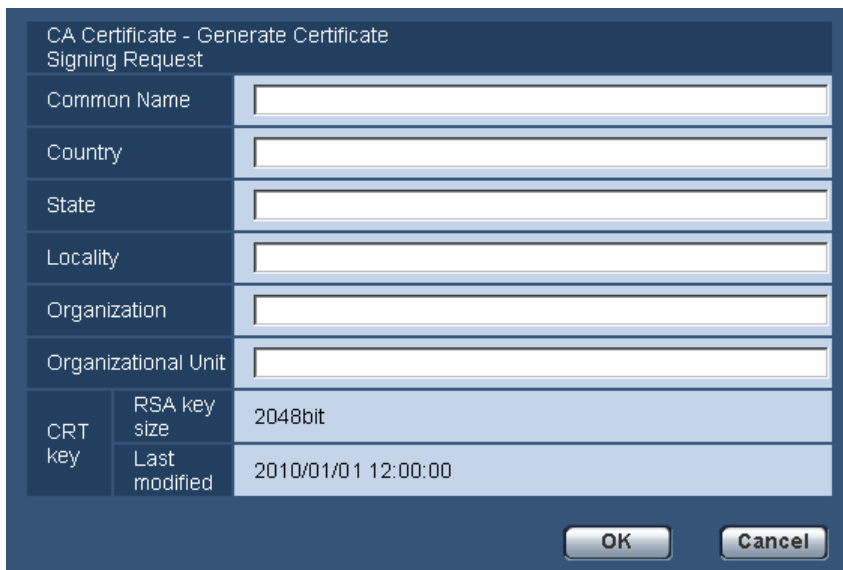 CA Certificate - Generate Certificate
Signing Request
Common Name
Country
State
Locality
Organization
Organizational Unit
CRT
key
RSA key
size
2048bit
Last
modified
2010/01/01 12:00:00
OK
Cancel